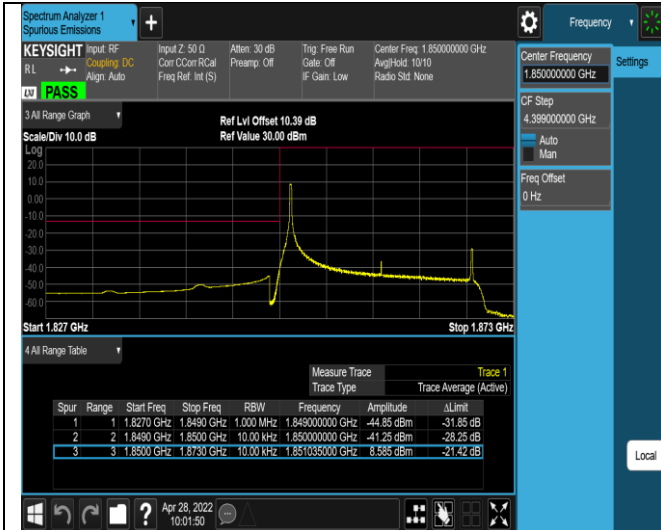 Spectrum Analyzer 1
Spurious Emissions
+
Frequency
KEYSIGHT
R L
LXI
PASS
Input: RF
Coupling: DC
Align: Auto
Input Z: 50 Ω
Corr CCorr RCal
Freq Ref: Int (S)
Atten: 30 dB
Preamp: Off
Trig: Free Run
Gate: Off
IF Gain: Low
Center Freq: 1.850000000 GHz
Avg|Hold: 10/10
Radio Std: None
Center Frequency
1.850000000 GHz
Settings
CF Step
4.399000000 GHz
Auto
Man
Freq Offset
0 Hz
3 All Range Graph
Scale/Div 10.0 dB
Ref Lvl Offset 10.39 dB
Ref Value 30.00 dBm
Log
20.0
10.0
0.00
-10.0
-20.0
-30.0
-40.0
-50.0
-60.0
Start 1.827 GHz
Stop 1.873 GHz
4 All Range Table
Measure Trace Trace 1
Trace Type Trace Average (Active)
Spur Range Start Freq Stop Freq RBW Frequency Amplitude ΔLimit
1 1 1.8270 GHz 1.8490 GHz 1.000 MHz 1.849000000 GHz -44.85 dBm -31.85 dB
2 2 1.8490 GHz 1.8500 GHz 10.00 kHz 1.850000000 GHz -41.25 dBm -28.25 dB
3 3 1.8500 GHz 1.8730 GHz 10.00 kHz 1.851035000 GHz 8.585 dBm -21.42 dB
Local
?
Apr 28, 2022
10:01:50